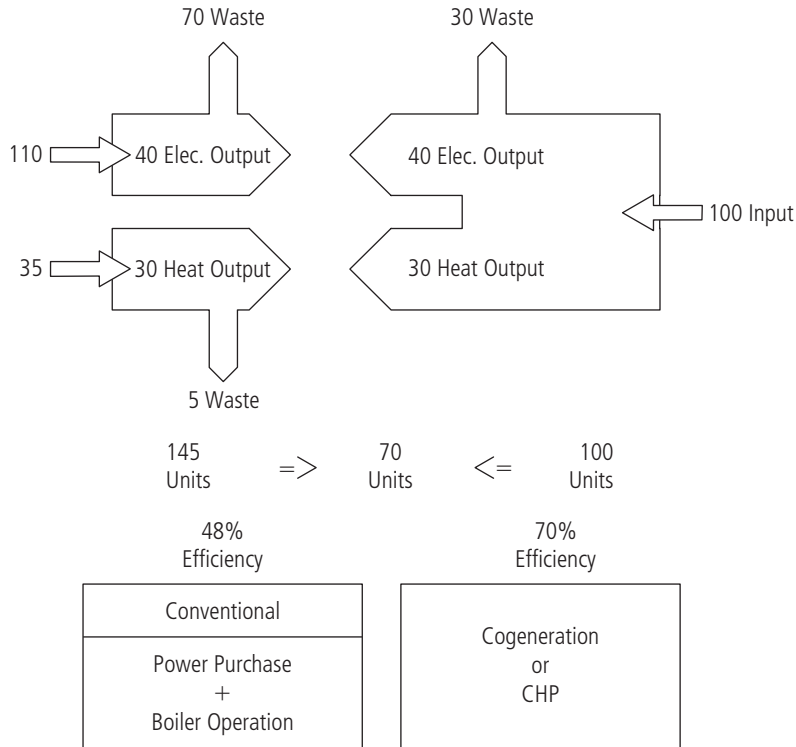 70 Waste
30 Waste
110
40 Elec. Output
40 Elec. Output
100 Input
35
30 Heat Output
30 Heat Output
5 Waste
145
Units
=>
70
Units
<=
100
Units
48%
Efficiency
70%
Efficiency
Conventional
Power Purchase
+
Boiler Operation
Cogeneration
or
CHP